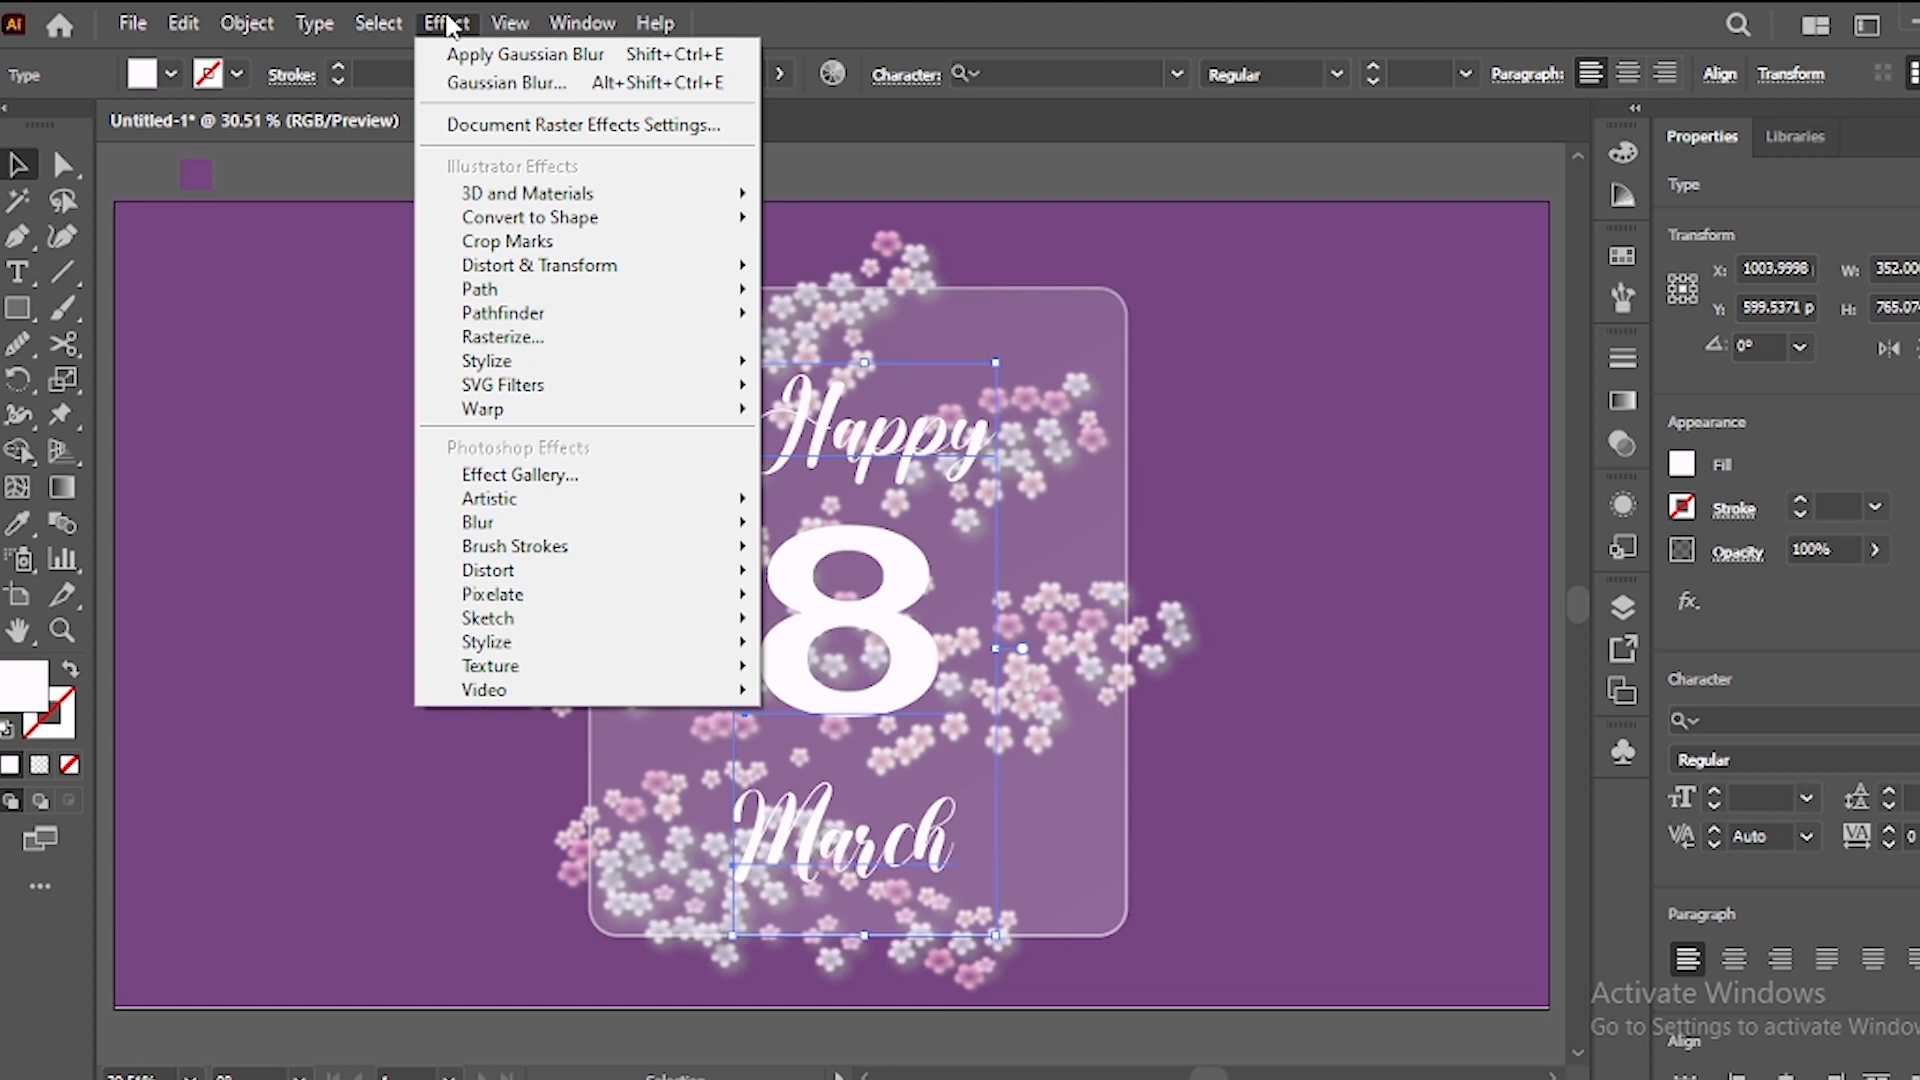 Ai File Edit Object Type Select Effect View Window Help
Type Stroke: Character: Regular Paragraph: Align Transform
Apply Gaussian Blur Shift+Ctrl+E
Gaussian Blur... Alt+Shift+Ctrl+E
Document Raster Effects Settings...
Illustrator Effects
3D and Materials
Convert to Shape
Crop Marks
Distort & Transform
Path
Pathfinder
Rasterize...
Stylize
SVG Filters
Warp
Photoshop Effects
Effect Gallery...
Artistic
Blur
Brush Strokes
Distort
Pixelate
Sketch
Stylize
Texture
Video
Untitled-1* @ 30.51 % (RGB/Preview)
Happy
8
March
Properties Libraries
Type
Transform
X: 1003.9998 W: 352.00
Y: 599.5371 p H: 765.07
0°
Appearance
Fill
Stroke
Opacity 100%
fx.
Character
Regular
Auto 0
Paragraph
Activate Windows
Go to Settings to activate Window
Align
Selection